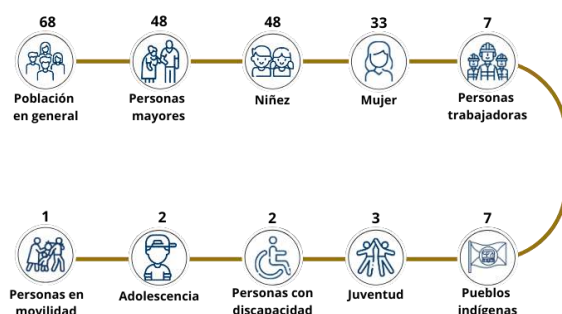 68 48 48 33 7
Población en general
Personas mayores
Niñez
Mujer
Personas trabajadoras
1 2 2 3 7
Personas en movilidad
Adolescencia
Personas con discapacidad
Juventud
Pueblos indígenas